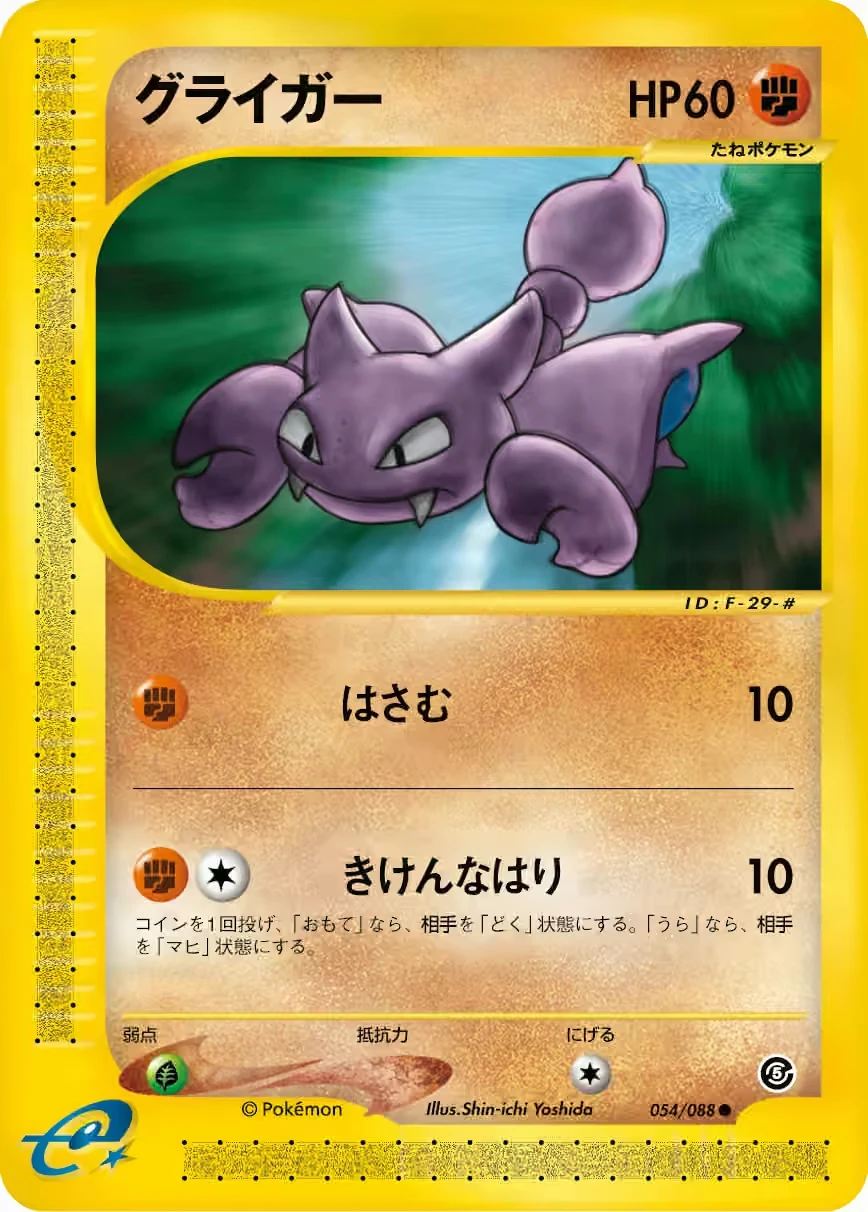 グライガー
HP60
たねポケモン
ID:F-29-#
はさむ 10
きけんなはり 10
コインを1回投げ、「おもて」なら、相手を「どく」状態にする。「うら」なら、相手
を「マヒ」状態にする。
弱点 抵抗力 にげる
5
© Pokémon Illus.Shin-ichi Yoshida 054/088●
e